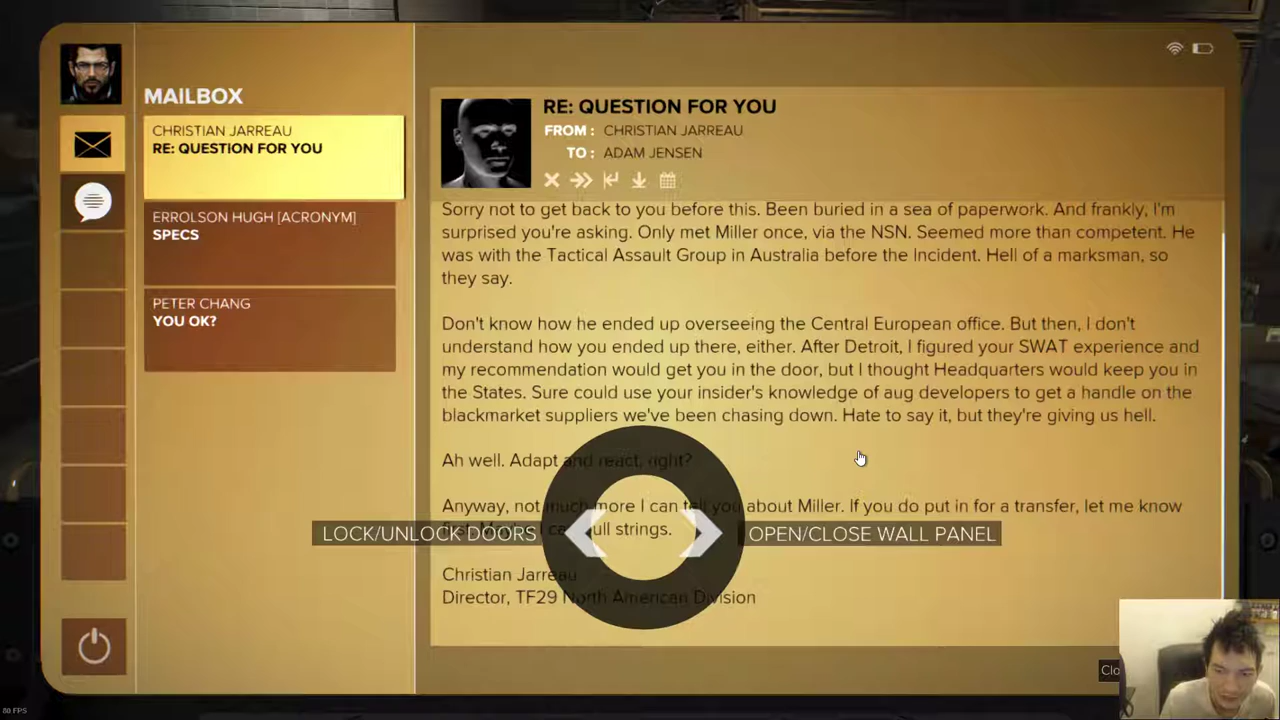 MAILBOX
CHRISTIAN JARREAU
RE: QUESTION FOR YOU
ERROLSON HUGH [ACRONYM]
SPECS
PETER CHANG
YOU OK?
RE: QUESTION FOR YOU
FROM : CHRISTIAN JARREAU
TO : ADAM JENSEN
Sorry not to get back to you before this. Been buried in a sea of paperwork. And frankly, I'm
surprised you're asking. Only met Miller once, via the NSN. Seemed more than competent. He
was with the Tactical Assault Group in Australia before the Incident. Hell of a marksman, so
they say.
Don't know how he ended up overseeing the Central European office. But then, I don't
understand how you ended up there, either. After Detroit, I figured your SWAT experience and
my recommendation would get you in the door, but I thought Headquarters would keep you in
the States. Sure could use your insider's knowledge of aug developers to get a handle on the
blackmarket suppliers we've been chasing down. Hate to say it, but they're giving us hell.
Ah well. Adapt and react, right?
Anyway, not much more I can tell you about Miller. If you do put in for a transfer, let me know
pull strings.
LOCK/UNLOCK DOORS
OPEN/CLOSE WALL PANEL
Christian Jarreau
Director, TF29 North American Division
Clo
80 FPS